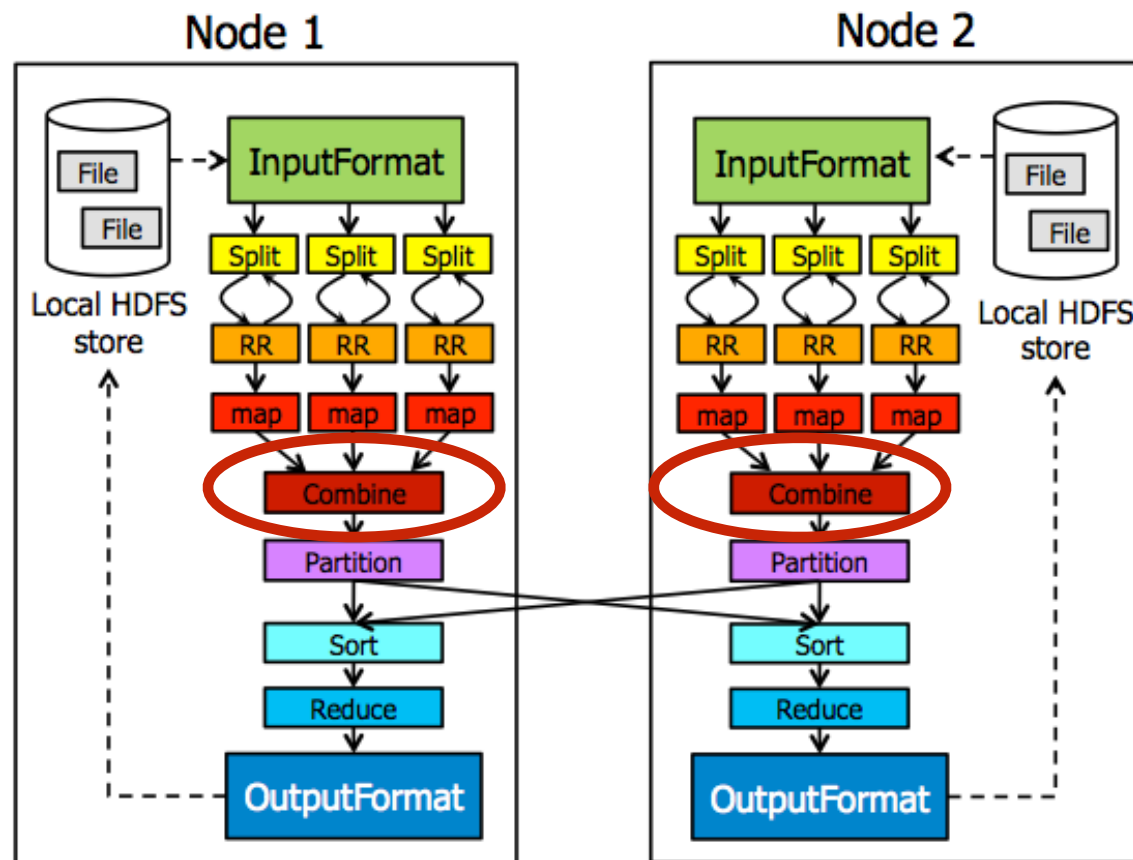 Node 1
File
File
Local HDFS
store
InputFormat
Split
Split
Split
RR
RR
RR
map
map
map
Combine
Partition
Sort
Reduce
OutputFormat
Node 2
InputFormat
File
File
Local HDFS
store
Split
Split
Split
RR
RR
RR
map
map
map
Combine
Partition
Sort
Reduce
OutputFormat